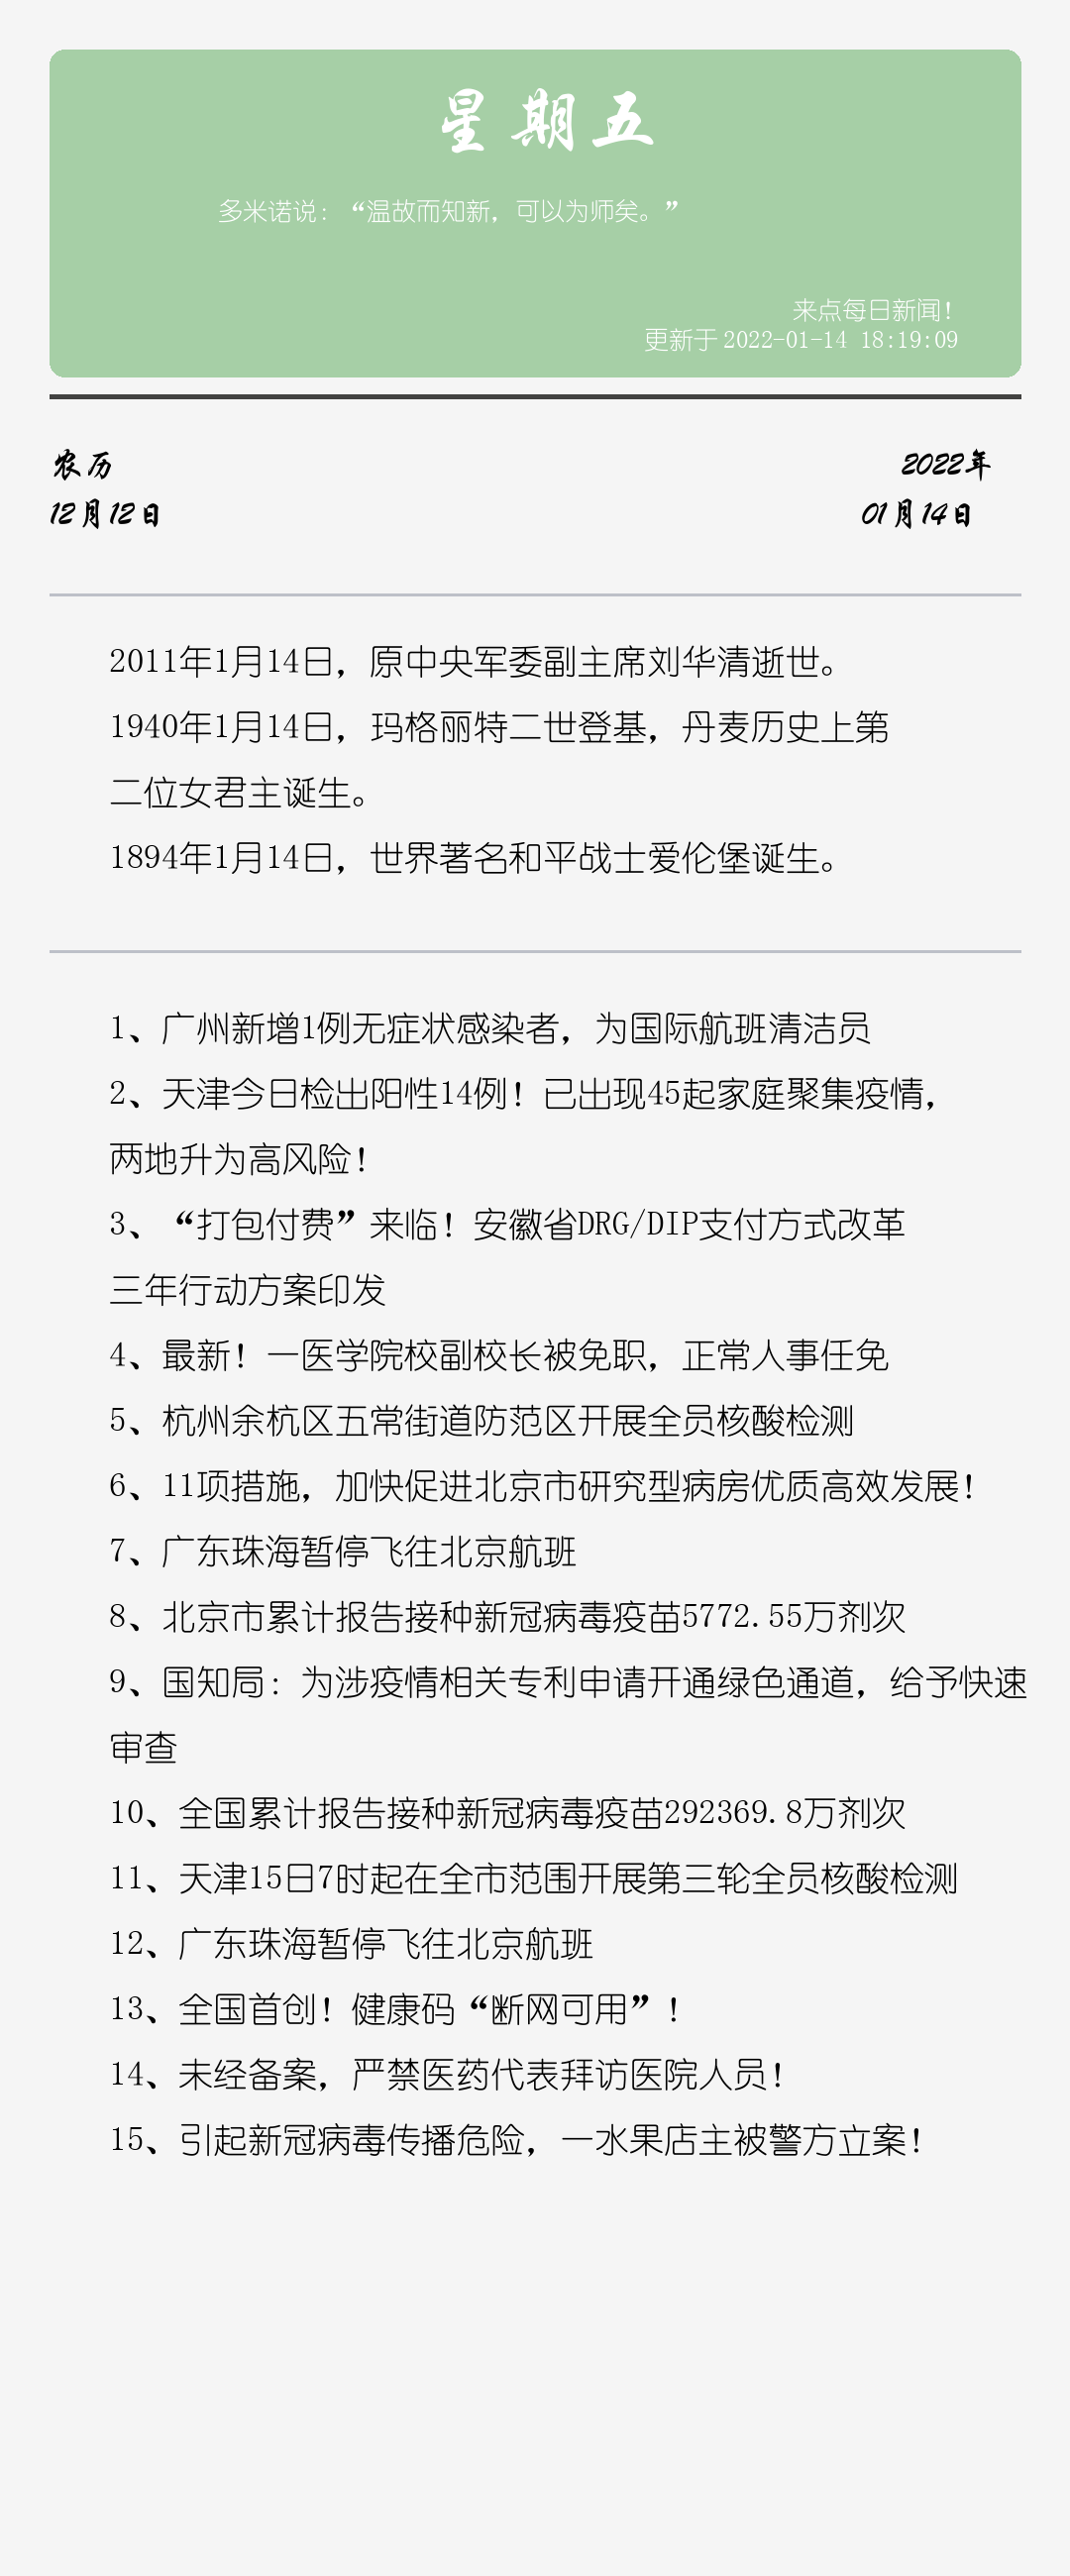 星期五
多米诺说：“温故而知新，可以为师矣。”
来点每日新闻！
更新于 2022-01-14 18:19:09
农历
2022年
12月12日
01月14日
2011年1月14日，原中央军委副主席刘华清逝世。
1940年1月14日，玛格丽特二世登基，丹麦历史上第
二位女君主诞生。
1894年1月14日，世界著名和平战士爱伦堡诞生。
1、广州新增1例无症状感染者，为国际航班清洁员
2、天津今日检出阳性14例！已出现45起家庭聚集疫情，
两地升为高风险！
3、“打包付费”来临！安徽省DRG/DIP支付方式改革
三年行动方案印发
4、最新！一医学院校副校长被免职，正常人事任免
5、杭州余杭区五常街道防范区开展全员核酸检测
6、11项措施，加快促进北京市研究型病房优质高效发展！
7、广东珠海暂停飞往北京航班
8、北京市累计报告接种新冠病毒疫苗5772.55万剂次
9、国知局：为涉疫情相关专利申请开通绿色通道，给予快速
审查
10、全国累计报告接种新冠病毒疫苗292369.8万剂次
11、天津15日7时起在全市范围开展第三轮全员核酸检测
12、广东珠海暂停飞往北京航班
13、全国首创！健康码“断网可用”！
14、未经备案，严禁医药代表拜访医院人员！
15、引起新冠病毒传播危险，一水果店主被警方立案！